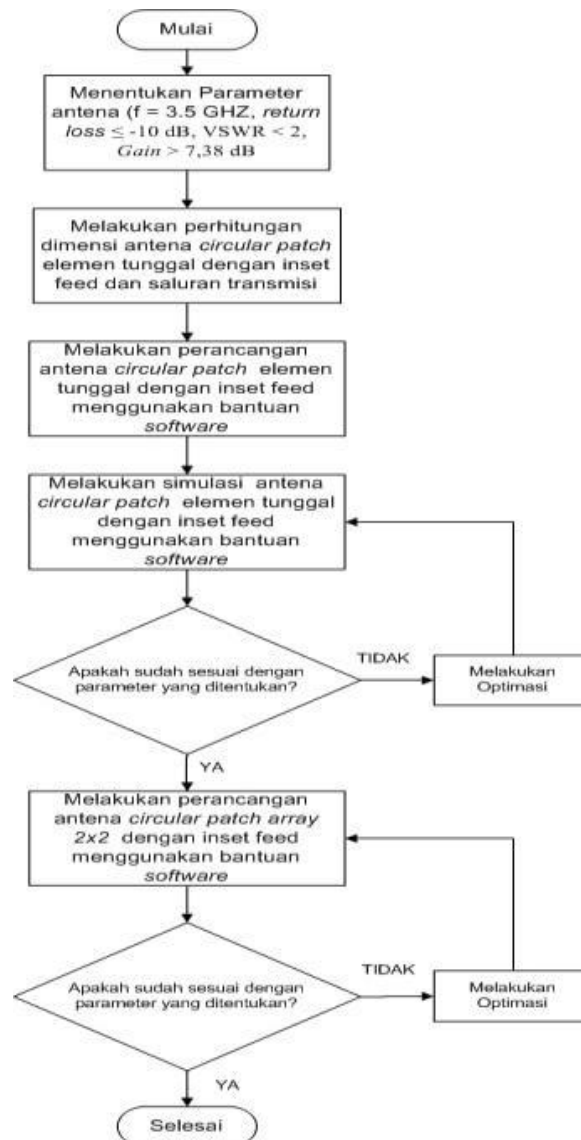 Mulai
Menentukan Parameter
antena (f = 3.5 GHZ, return
loss ≤ -10 dB, VSWR < 2,
Gain > 7,38 dB
Melakukan perhitungan
dimensi antena circular patch
elemen tunggal dengan inset
feed dan saluran transmisi
Melakukan perancangan
antena circular patch elemen
tunggal dengan inset feed
menggunakan bantuan
software
Melakukan simulasi antena
circular patch elemen tunggal
dengan inset feed
menggunakan bantuan
software
Apakah sudah sesuai dengan
parameter yang ditentukan?
TIDAK
Melakukan
Optimasi
YA
Melakukan perancangan
antena circular patch array
2x2 dengan inset feed
menggunakan bantuan
software
Apakah sudah sesuai dengan
parameter yang ditentukan?
TIDAK
Melakukan
Optimasi
YA
Selesai